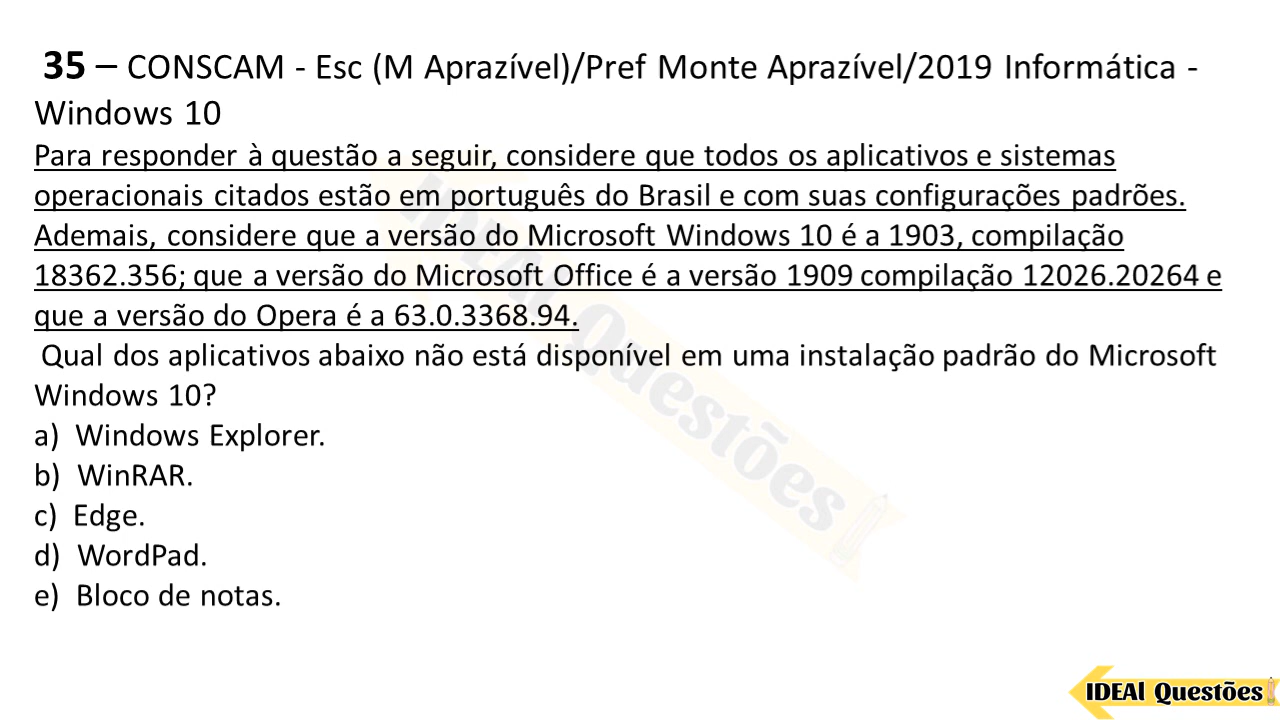 35 – CONSCAM - Esc (M Aprazível)/Pref Monte Aprazível/2019 Informática -
Windows 10
Para responder à questão a seguir, considere que todos os aplicativos e sistemas
operacionais citados estão em português do Brasil e com suas configurações padrões.
Ademais, considere que a versão do Microsoft Windows 10 é a 1903, compilação
18362.356; que a versão do Microsoft Office é a versão 1909 compilação 12026.20264 e
que a versão do Opera é a 63.0.3368.94.
Qual dos aplicativos abaixo não está disponível em uma instalação padrão do Microsoft
Windows 10?
a) Windows Explorer.
b) WinRAR.
c) Edge.
d) WordPad.
e) Bloco de notas.
IDEAl Questões
IDEAl Questões